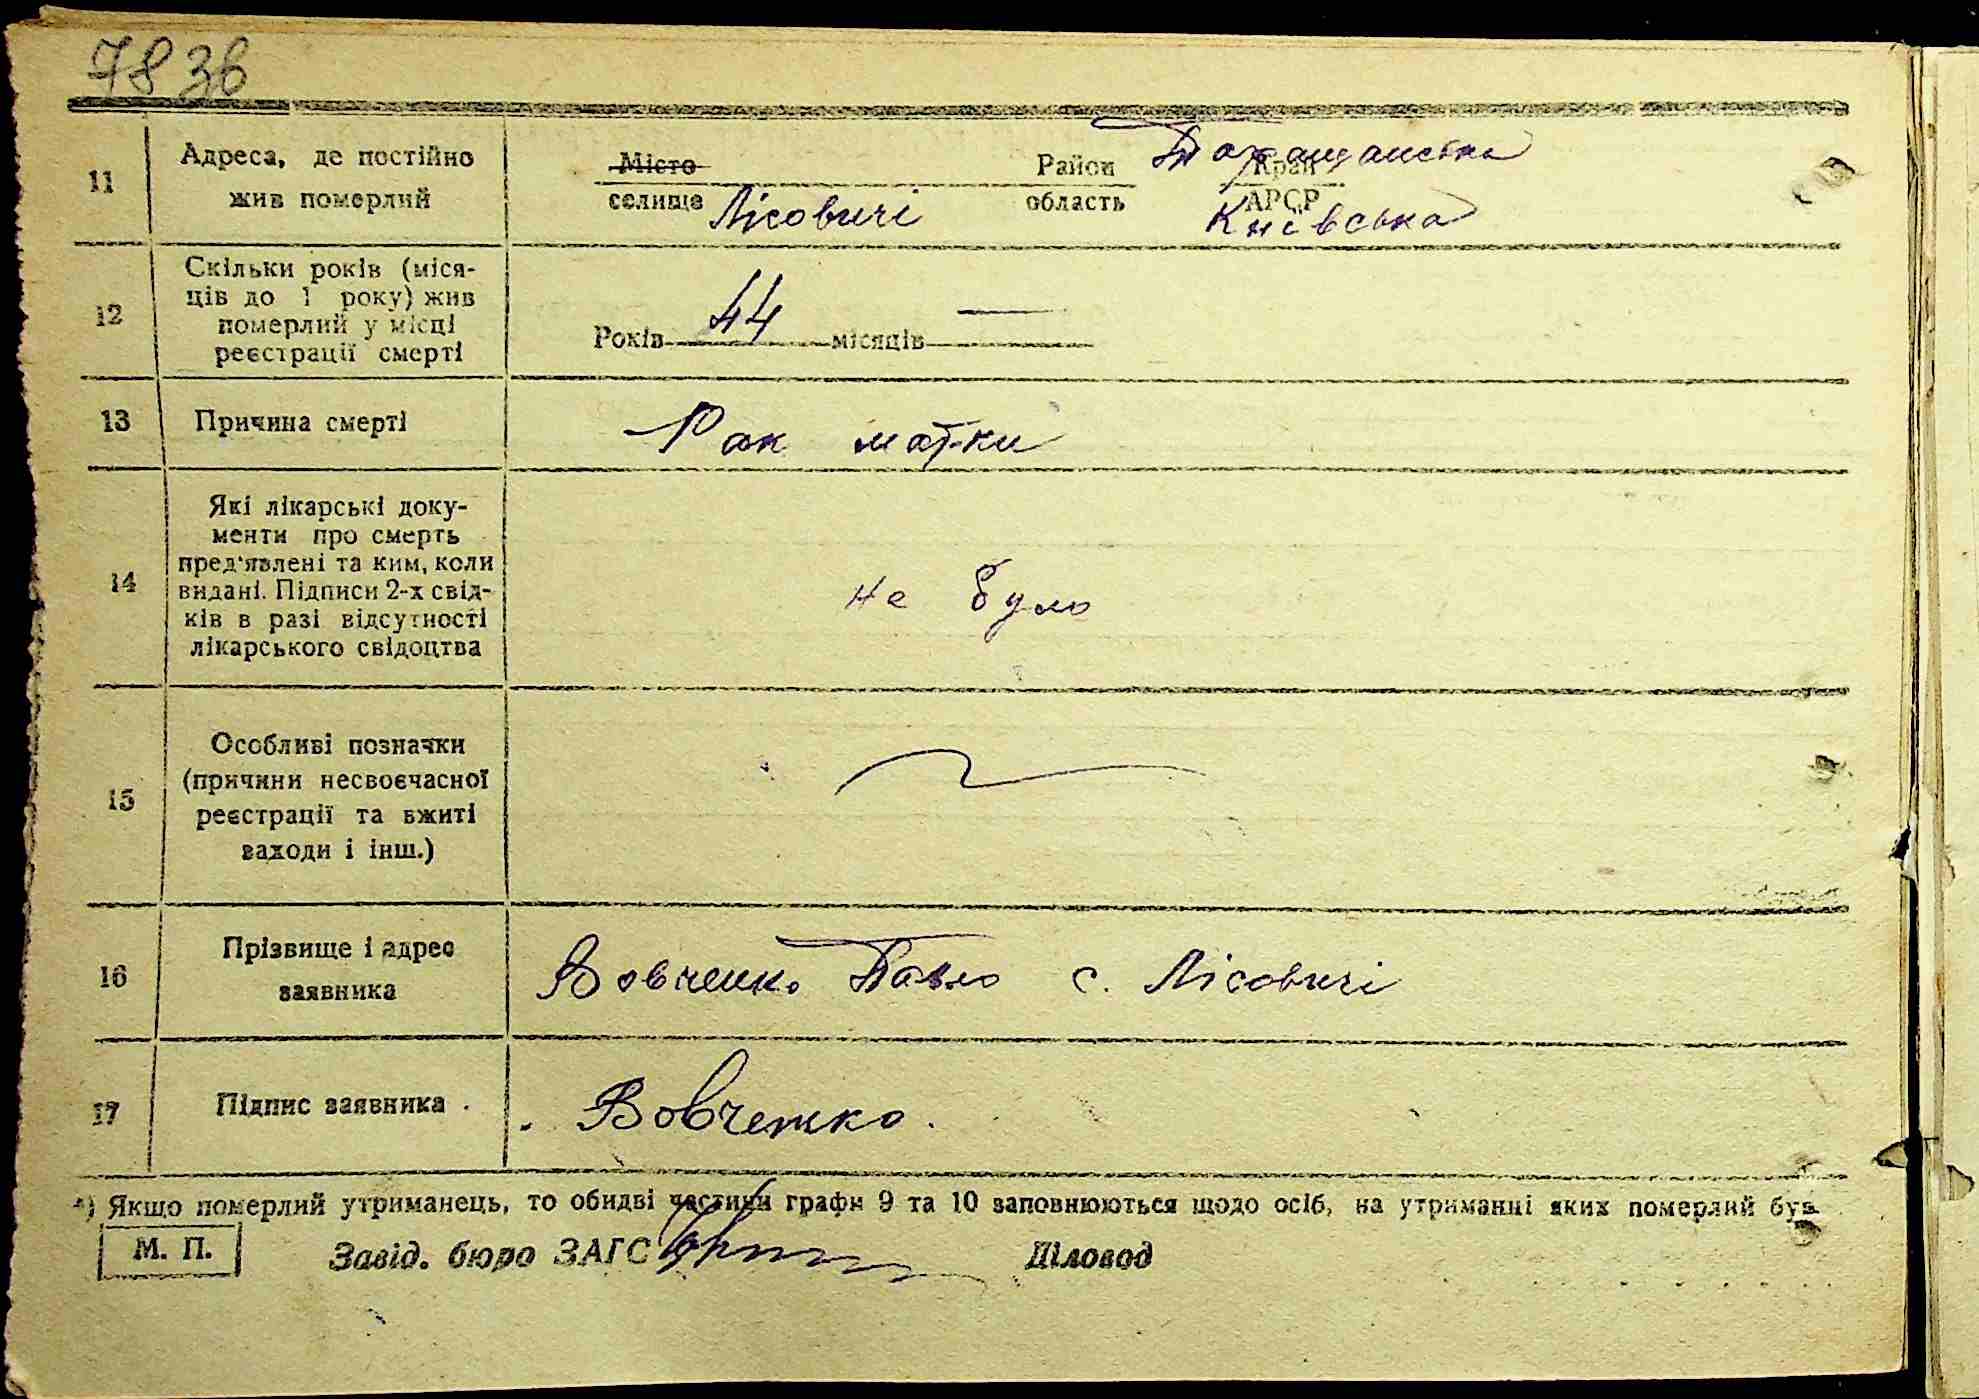 78 зв
11
Адреса, де постійно
жив померлий
Місто
селище Лісовичі
Район Таращанська
область Київська
Край
АРСР
12
Скільки років (міся-
ців до 1 року) жив
померлий у місці
реєстрації смерті
Років 44 місяців —
13
Причина смерті
Рак матки
14
Які лікарські доку-
менти про смерть
пред'явлені та ким, коли
видані. Підписи 2-х свід-
ків в разі відсутності
лікарського свідоцтва
не було
15
Особливі позначки
(причини несвоєчасної
реєстрації та вжиті
заходи і інш.)
16
Прізвище і адрес
заявника
Вовченко Павло с. Лісовичі
17
Підпис заявника
Вовченко.
*) Якщо померлий утриманець, то обидві частини графи 9 та 10 заповнюються щодо осіб, на утриманні яких померлий був.
М. П.
Завід. бюро ЗАГС
Діловод